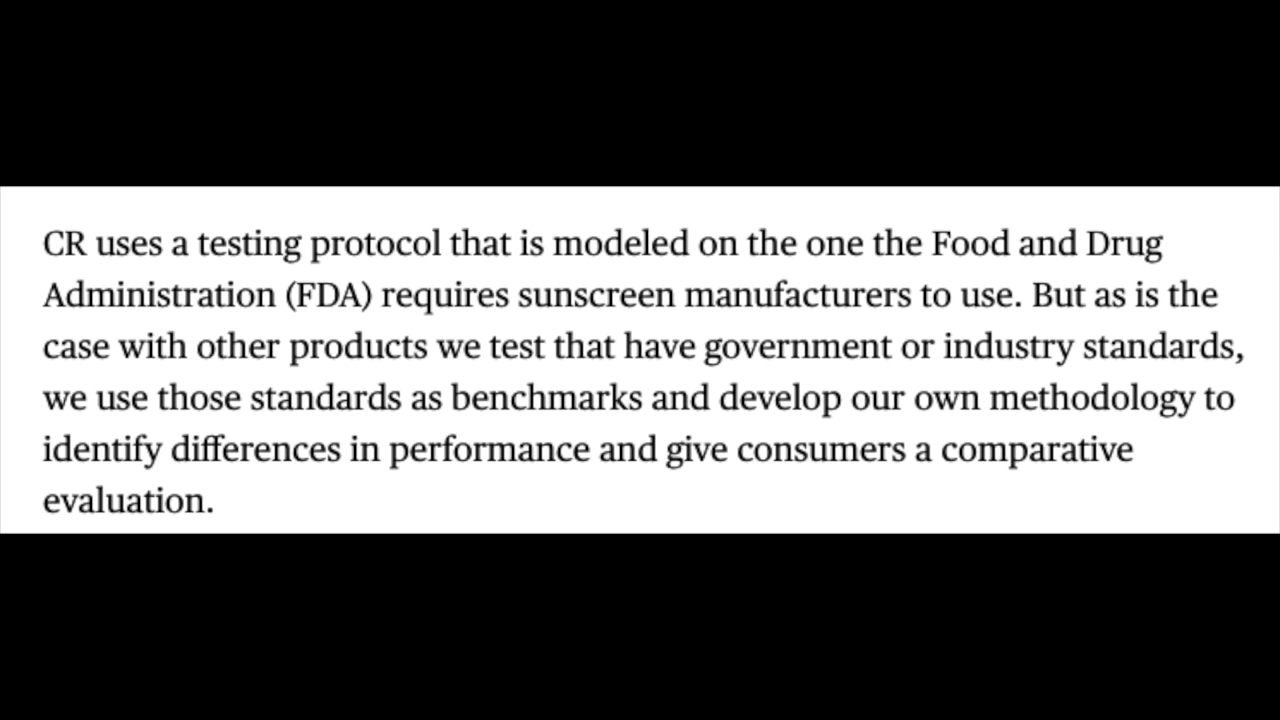 CR uses a testing protocol that is modeled on the one the Food and Drug
Administration (FDA) requires sunscreen manufacturers to use. But as is the
case with other products we test that have government or industry standards,
we use those standards as benchmarks and develop our own methodology to
identify differences in performance and give consumers a comparative
evaluation.